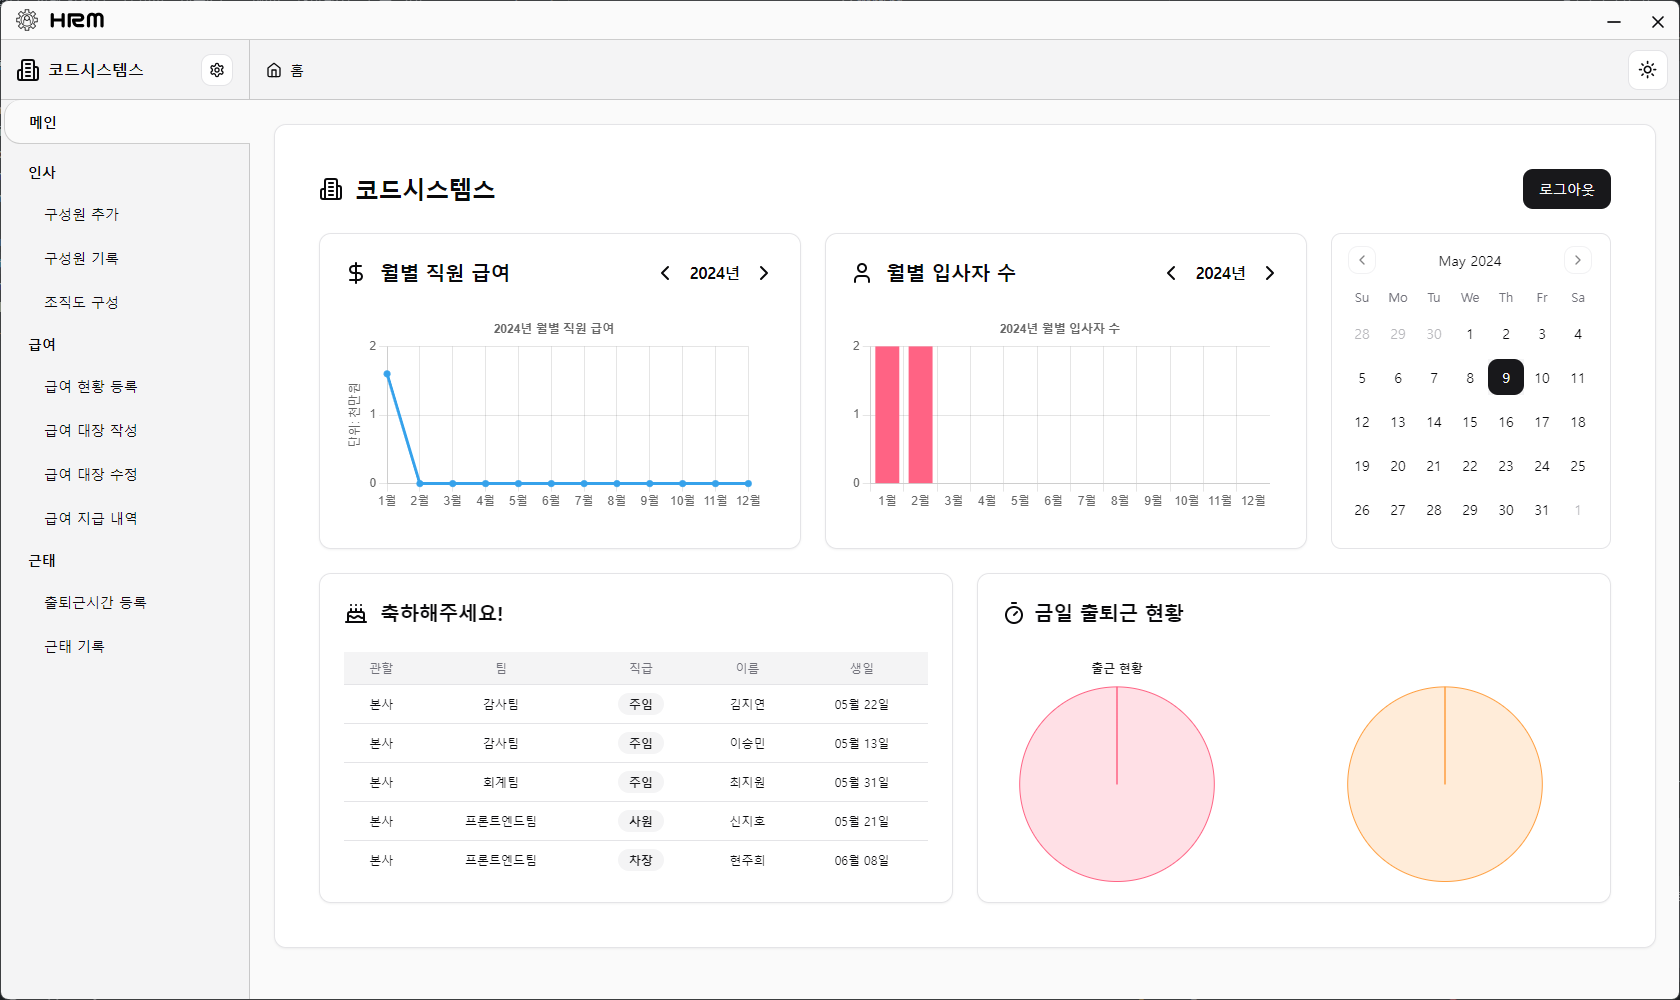 HRM
코드시스템스
홈
메인
인사
구성원 추가
구성원 기록
조직도 구성
급여
급여 현황 등록
급여 대장 작성
급여 대장 수정
급여 지급 내역
근태
출퇴근시간 등록
근태 기록
코드시스템스
로그아웃
월별 직원 급여
2024년
2024년 월별 직원 급여
단위: 천만원
2
1
0
1월 2월 3월 4월 5월 6월 7월 8월 9월 10월 11월 12월
월별 입사자 수
2024년
2024년 월별 입사자 수
2
1
0
1월 2월 3월 4월 5월 6월 7월 8월 9월 10월 11월 12월
May 2024
Su Mo Tu We Th Fr Sa
28 29 30 1 2 3 4
5 6 7 8 9 10 11
12 13 14 15 16 17 18
19 20 21 22 23 24 25
26 27 28 29 30 31 1
축하해주세요!
관할 팀 직급 이름 생일
본사 감사팀 주임 김지연 05월 22일
본사 감사팀 주임 이승민 05월 13일
본사 회계팀 주임 최지원 05월 31일
본사 프론트엔드팀 사원 신지호 05월 21일
본사 프론트엔드팀 차장 현주희 06월 08일
금일 출퇴근 현황
출근 현황